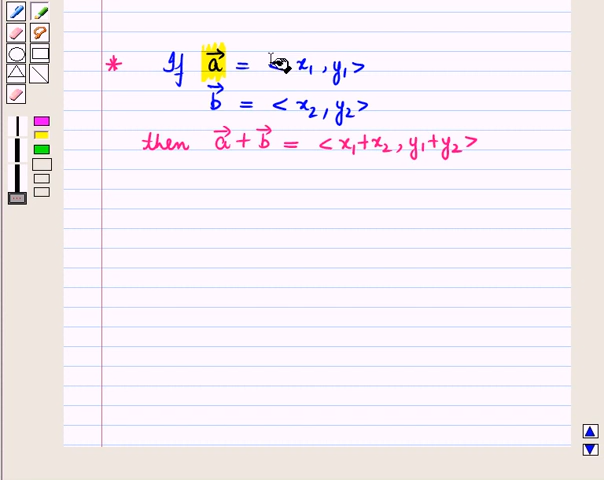 * If a⃗ = < x₁, y₁>
b⃗ = < x₂, y₂>
then a⃗ + b⃗ = < x₁+x₂, y₁+y₂>